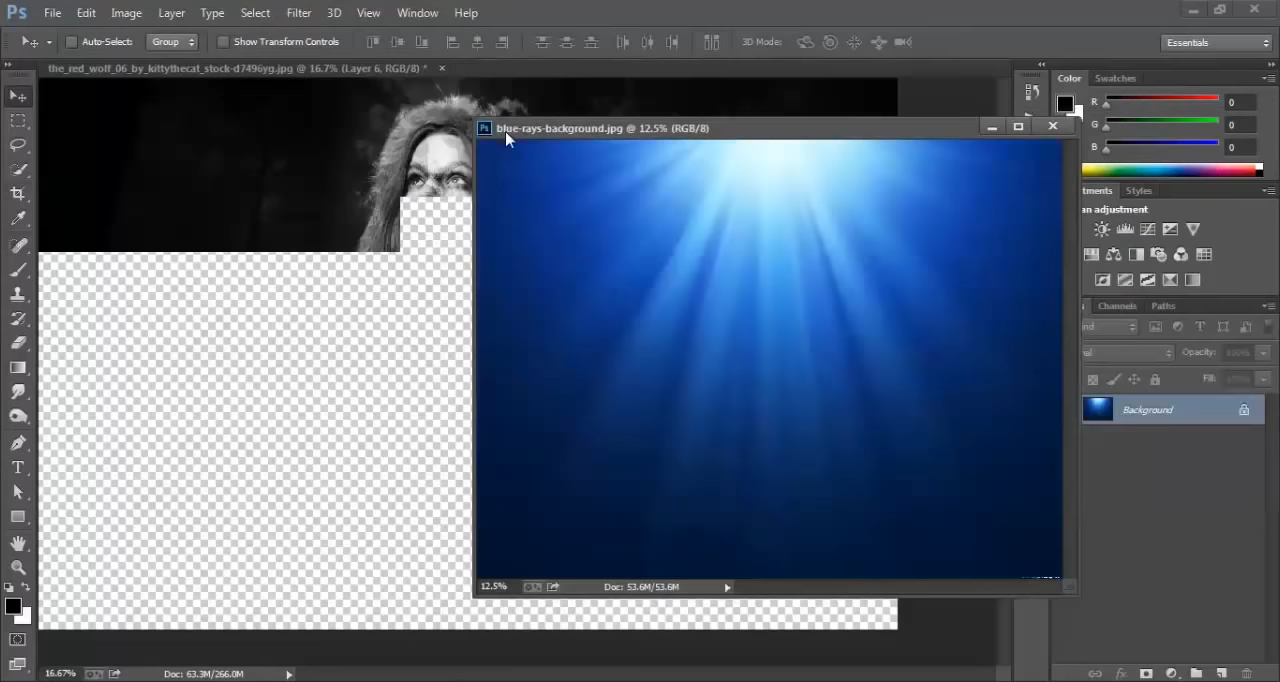 Ps File Edit Image Layer Type Select Filter 3D View Window Help
Auto-Select: Group Show Transform Controls 3D Mode: Essentials
the_red_wolf_06_by_kittythecat_stock-d7496yg.jpg @ 16.7% (Layer 6, RGB/8) * ×
Color Swatches
R 0
G 0
B 0
Ps blue-rays-background.jpg @ 12.5% (RGB/8)
tments Styles
an adjustment
Channels Paths
nd
al Opacity:
Fill:
Background
12.5% Doc: 53.6M/53.6M
16.67% Doc: 63.3M/266.0M